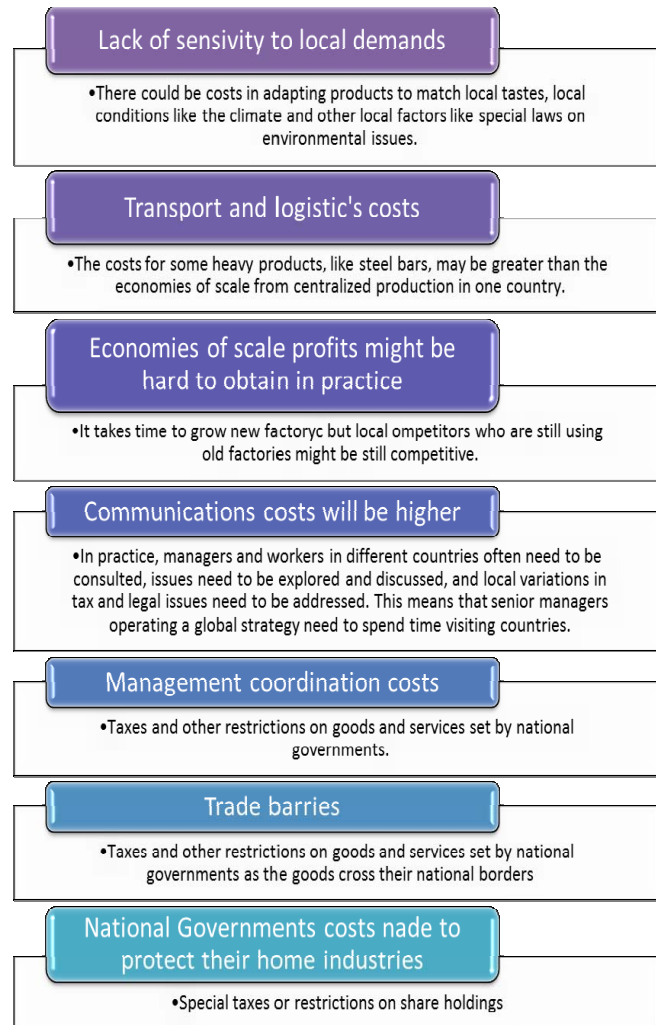 Lack of sensivity to local demands
•There could be costs in adapting products to match local tastes, local
conditions like the climate and other local factors like special laws on
environmental issues.
Transport and logistic's costs
•The costs for some heavy products, like steel bars, may be greater than the
economies of scale from centralized production in one country.
Economies of scale profits might be
hard to obtain in practice
•It takes time to grow new factoryc but local ompetitors who are still using
old factories might be still competitive.
Communications costs will be higher
•In practice, managers and workers in different countries often need to be
consulted, issues need to be explored and discussed, and local variations in
tax and legal issues need to be addressed. This means that senior managers
operating a global strategy need to spend time visiting countries.
Management coordination costs
•Taxes and other restrictions on goods and services set by national
governments.
Trade barries
•Taxes and other restrictions on goods and services set by national
governments as the goods cross their national borders
National Governments costs nade to
protect their home industries
•Special taxes or restrictions on share holdings